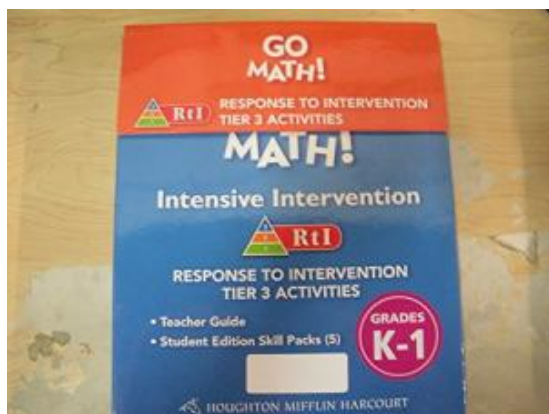 GO
MATH!
RtI RESPONSE TO INTERVENTION
TIER 3 ACTIVITIES
MATH!
Intensive Intervention
RtI
RESPONSE TO INTERVENTION
TIER 3 ACTIVITIES
• Teacher Guide
• Student Edition Skill Packs (5)
GRADES
K-1
HOUGHTON MIFFLIN HARCOURT